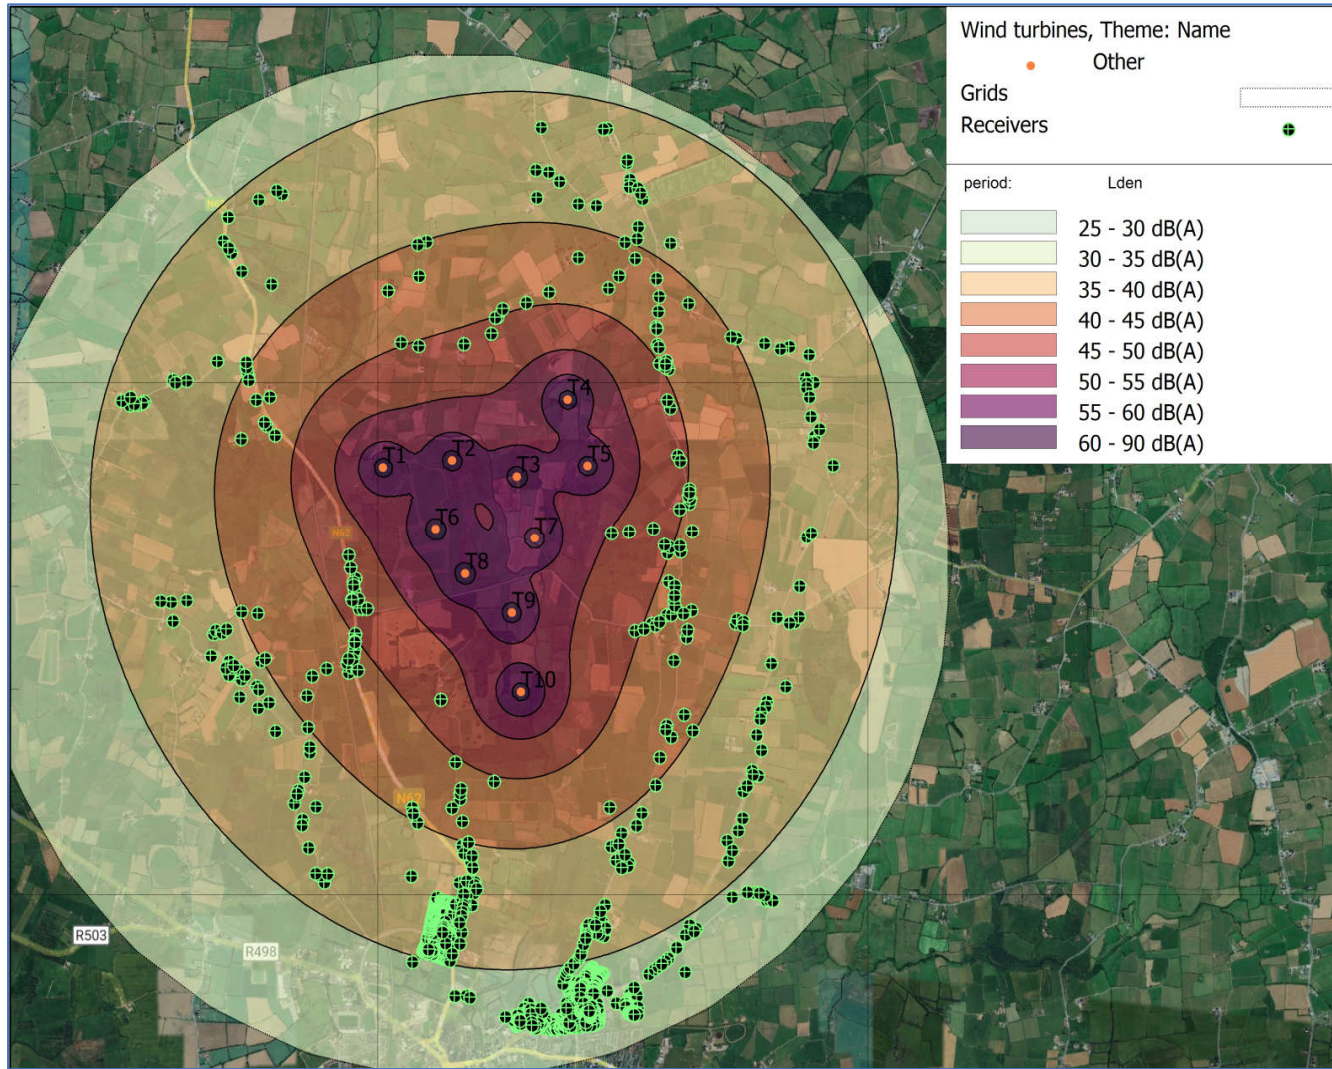 Wind turbines, Theme: Name
Other
Grids
Receivers
period: Lden
25 - 30 dB(A)
30 - 35 dB(A)
35 - 40 dB(A)
40 - 45 dB(A)
45 - 50 dB(A)
50 - 55 dB(A)
55 - 60 dB(A)
60 - 90 dB(A)
T4
T1
T2
T3
T5
T6
T7
N62
T8
T9
T10
N62
R503
R498